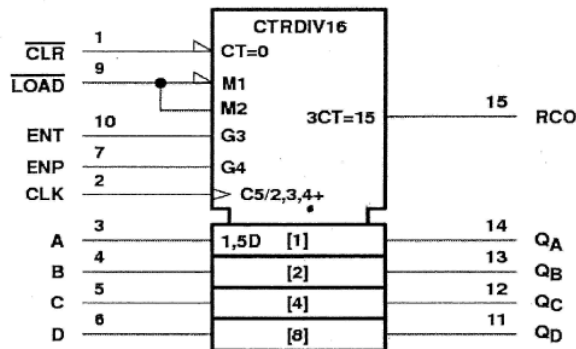 CTRDIV16
1
CLR CT=0
9
LOAD M1
M2
15
3CT=15 RCO
10
ENT G3
7
ENP G4
2
CLK C5/2,3,4+
3 14
A 1,5D [1] QA
4 13
B [2] QB
5 12
C [4] QC
6 11
D [8] QD